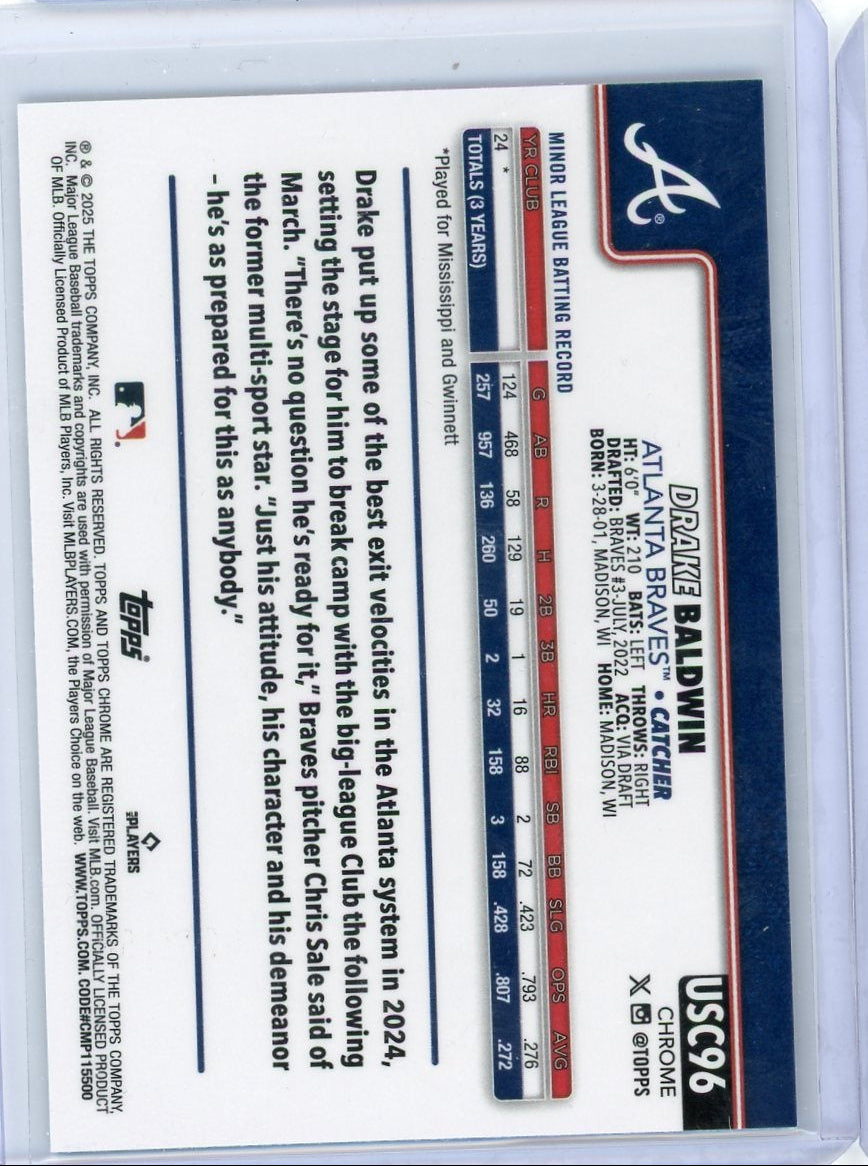 USC96
CHROME
X @TOPPS
DRAKE BALDWIN
ATLANTA BRAVES™ • CATCHER
HT: 6'0" WT: 210 BATS: LEFT THROWS: RIGHT
DRAFTED: BRAVES #3-JULY, 2022 ACQ: VIA DRAFT
BORN: 3-28-01, MADISON, WI HOME: MADISON, WI
A®
MINOR LEAGUE BATTING RECORD
YR CLUB G AB R H 2B 3B HR RBI SB BB SLG OPS AVG
24 * 124 468 58 129 19 1 16 88 2 72 .423 .793 .276
TOTALS (3 YEARS) 257 957 136 260 50 2 32 158 3 158 .428 .807 .272
*Played for Mississippi and Gwinnett
Drake put up some of the best exit velocities in the Atlanta system in 2024,
setting the stage for him to break camp with the big-league Club the following
March. "There's no question he's ready for it," Braves pitcher Chris Sale said of
the former multi-sport star. "Just his attitude, his character and his demeanor
- he's as prepared for this as anybody."
topps
PLAYERS
® & © 2025 THE TOPPS COMPANY, INC. ALL RIGHTS RESERVED. TOPPS AND TOPPS CHROME ARE REGISTERED TRADEMARKS OF THE TOPPS COMPANY,
INC. Major League Baseball trademarks and copyrights are used with permission of Major League Baseball. Visit MLB.com. OFFICIALLY LICENSED PRODUCT
OF MLB. Officially Licensed Product of MLB Players, Inc. Visit MLBPLAYERS.COM, the Players Choice on the web. WWW.TOPPS.COM. CODE#CMP115500